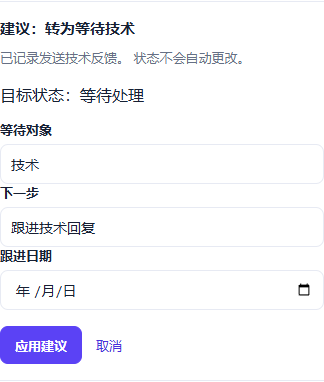 建议：转为等待技术
已记录发送技术反馈。 状态不会自动更改。
目标状态：等待处理
等待对象
技术
下一步
跟进技术回复
跟进日期
年 /月/日
应用建议 取消